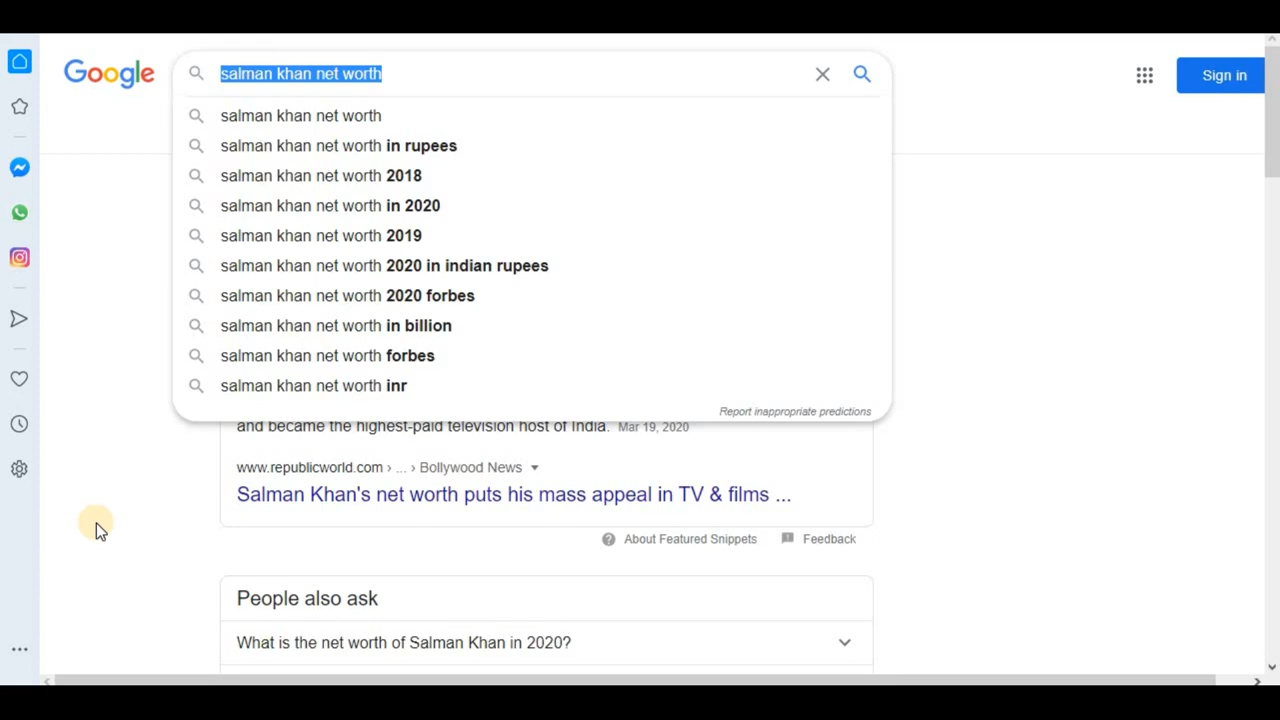 Google
salman khan net worth
Sign in
salman khan net worth
salman khan net worth in rupees
salman khan net worth 2018
salman khan net worth in 2020
salman khan net worth 2019
salman khan net worth 2020 in indian rupees
salman khan net worth 2020 forbes
salman khan net worth in billion
salman khan net worth forbes
salman khan net worth inr
Report inappropriate predictions
and became the highest-paid television host of India. Mar 19, 2020
www.republicworld.com › ... › Bollywood News
Salman Khan's net worth puts his mass appeal in TV & films ...
About Featured Snippets
Feedback
People also ask
What is the net worth of Salman Khan in 2020?